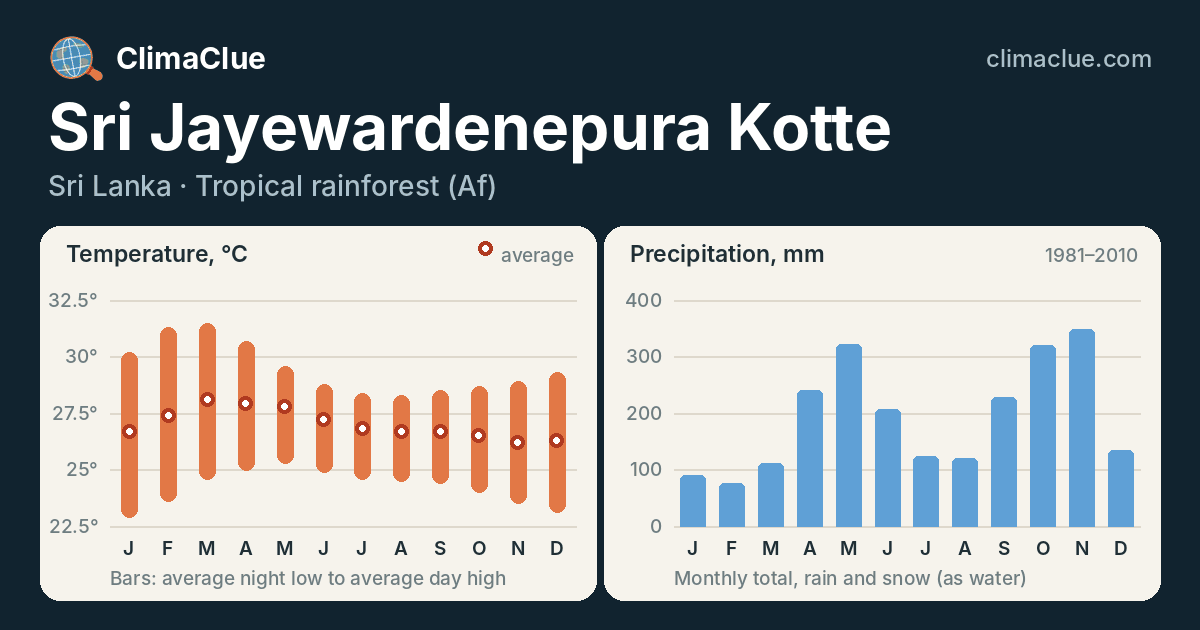 ClimaClue
climaclue.com
Sri Jayewardenepura Kotte
Sri Lanka · Tropical rainforest (Af)
Temperature, °C
average
32.5°
30°
27.5°
25°
22.5°
J F M A M J J A S O N D
Bars: average night low to average day high
Precipitation, mm
1981–2010
400
300
200
100
0
J F M A M J J A S O N D
Monthly total, rain and snow (as water)